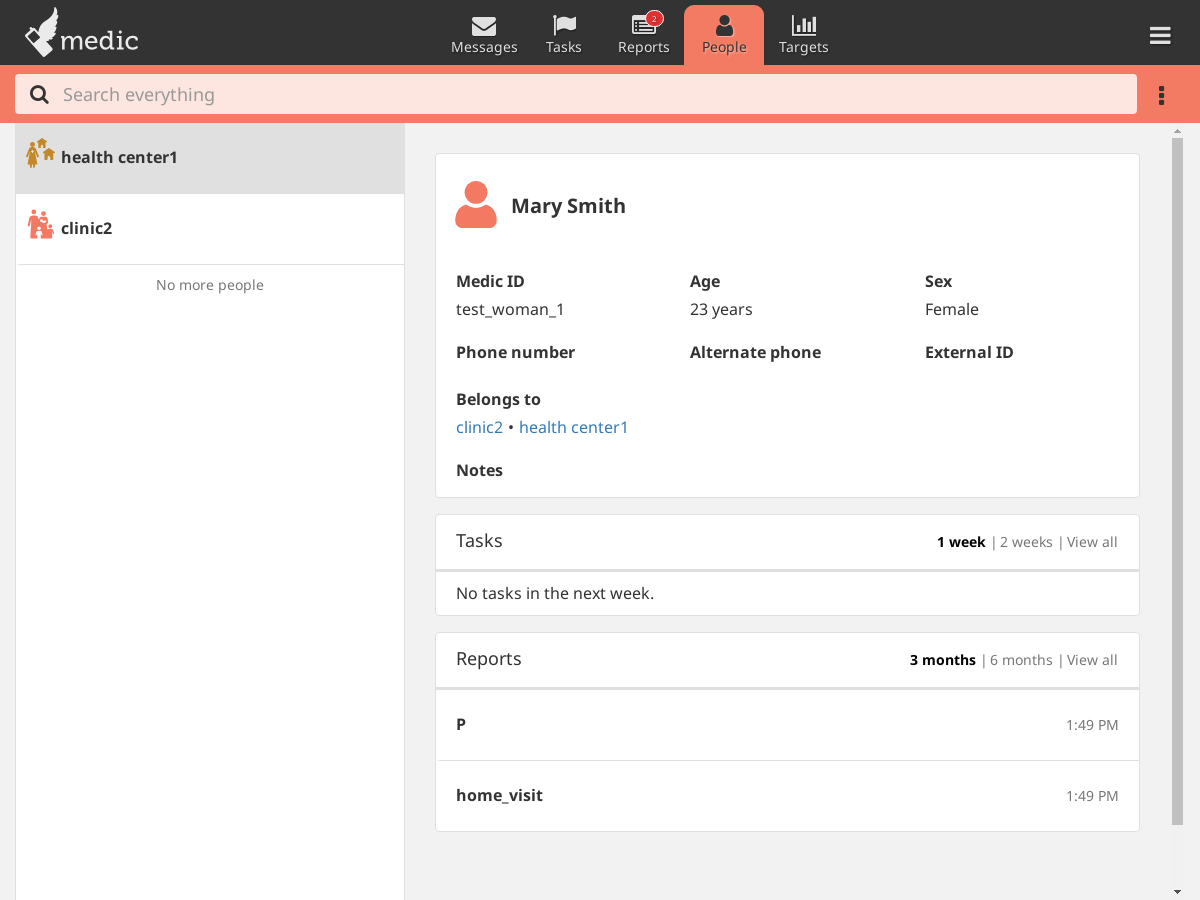 medic
Messages
Tasks
2
Reports
People
Targets
Search everything
health center1
clinic2
No more people
Mary Smith
Medic ID Age Sex
test_woman_1 23 years Female
Phone number Alternate phone External ID
Belongs to
clinic2 • health center1
Notes
Tasks 1 week | 2 weeks | View all
No tasks in the next week.
Reports 3 months | 6 months | View all
P 1:49 PM
home_visit 1:49 PM